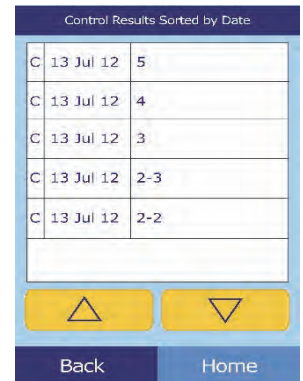 Control Results Sorted by Date
C 13 Jul 12 5
C 13 Jul 12 4
C 13 Jul 12 3
C 13 Jul 12 2-3
C 13 Jul 12 2-2
Back Home